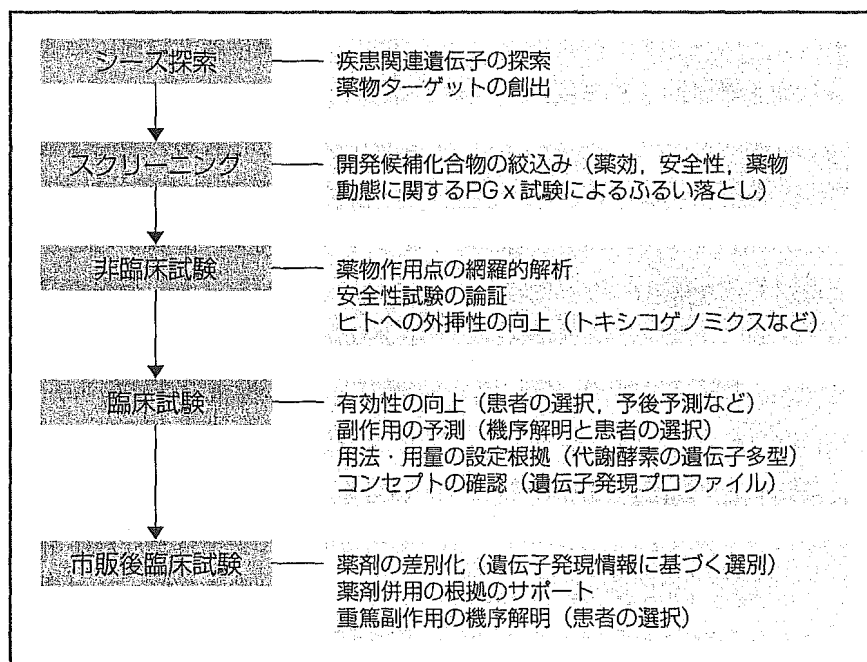 シーズ探索
疾患関連遺伝子の探索
薬物ターゲットの創出
スクリーニング
開発候補化合物の絞込み（薬効，安全性，薬物
動態に関するPGx試験によるふるい落とし）
非臨床試験
薬物作用点の網羅的解析
安全性試験の論証
ヒトへの外挿性の向上（トキシコゲノミクスなど）
臨床試験
有効性の向上（患者の選択，予後予測など）
副作用の予測（機序解明と患者の選択）
用法・用量の設定根拠（代謝酵素の遺伝子多型）
コンセプトの確認（遺伝子発現プロファイル）
市販後臨床試験
薬剤の差別化（遺伝子発現情報に基づく選別）
薬剤併用の根拠のサポート
重篤副作用の機序解明（患者の選択）